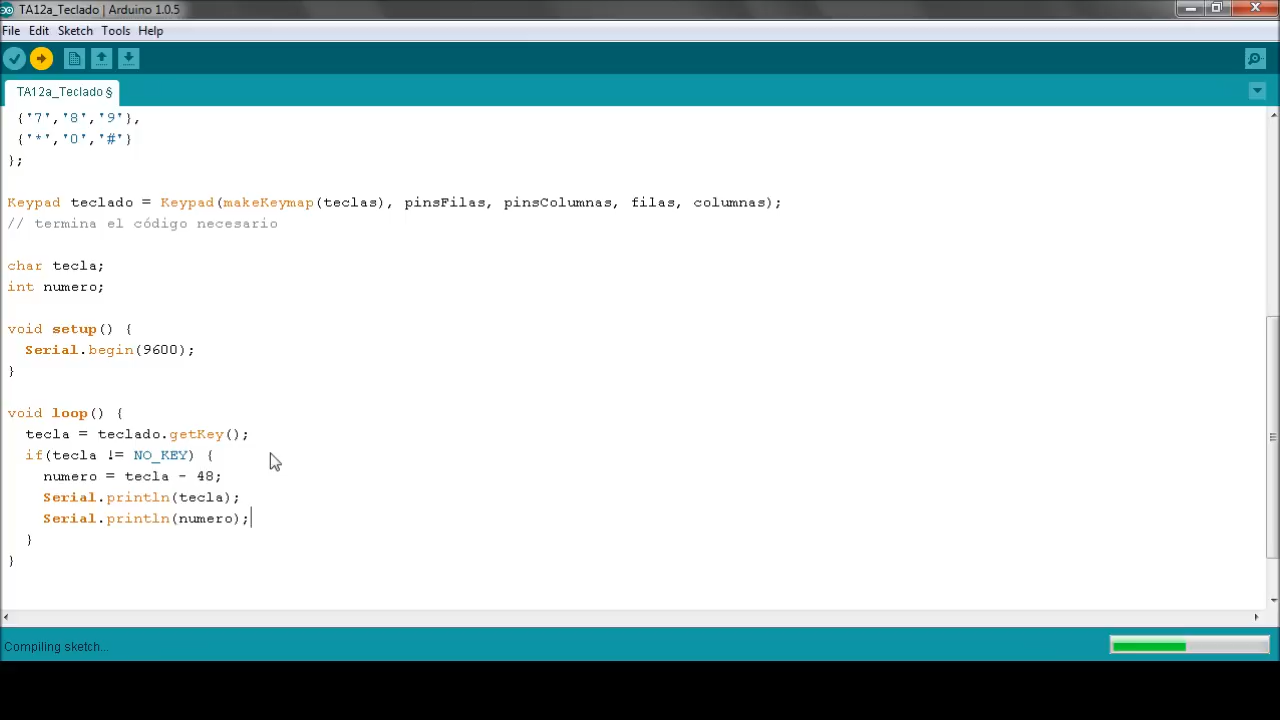 TA12a_Teclado | Arduino 1.0.5
File Edit Sketch Tools Help
TA12a_Teclado §
{'7','8','9'},
{'*','0','#'}
};
Keypad teclado = Keypad(makeKeymap(teclas), pinsFilas, pinsColumnas, filas, columnas);
// termina el código necesario
char tecla;
int numero;
void setup() {
Serial.begin(9600);
}
void loop() {
tecla = teclado.getKey();
if(tecla != NO_KEY) {
numero = tecla - 48;
Serial.println(tecla);
Serial.println(numero);
}
}
Compiling sketch...